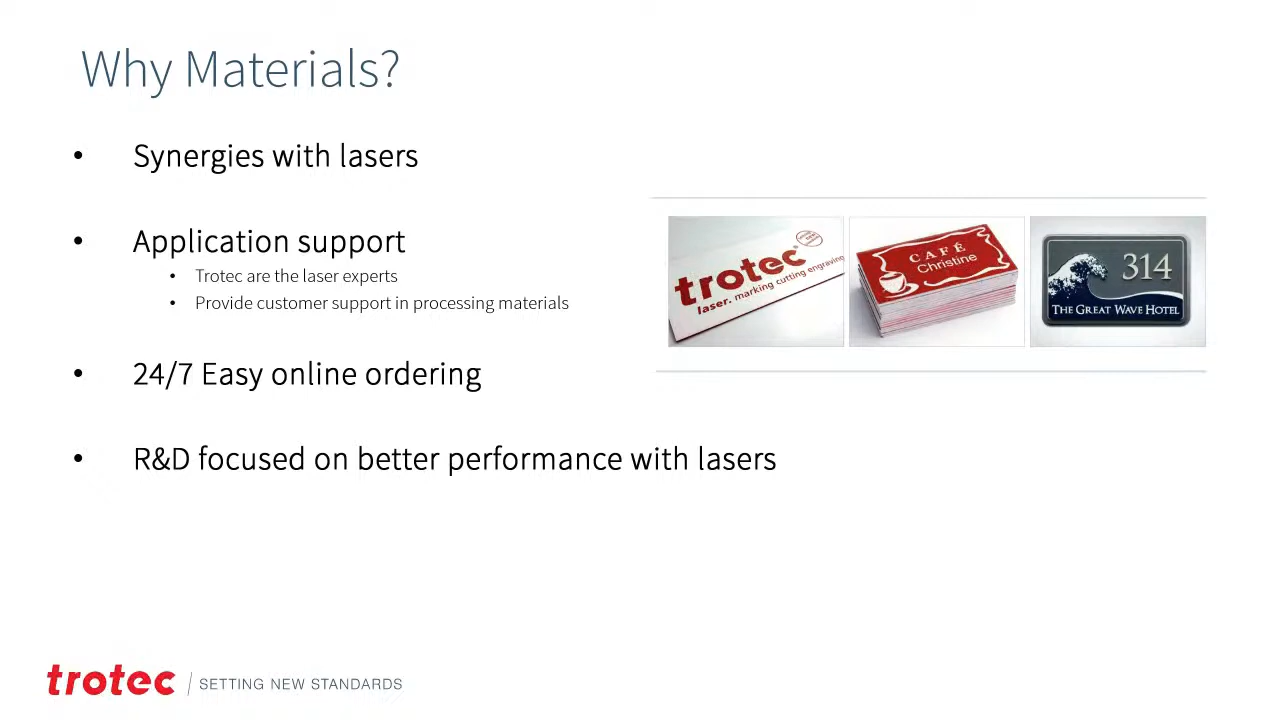 Why Materials?
• Synergies with lasers
• Application support
• Trotec are the laser experts
• Provide customer support in processing materials
• 24/7 Easy online ordering
• R&D focused on better performance with lasers
trotec®
laser. marking cutting engraving
CAFÉ
Christine
314
THE GREAT WAVE HOTEL
trotec / SETTING NEW STANDARDS